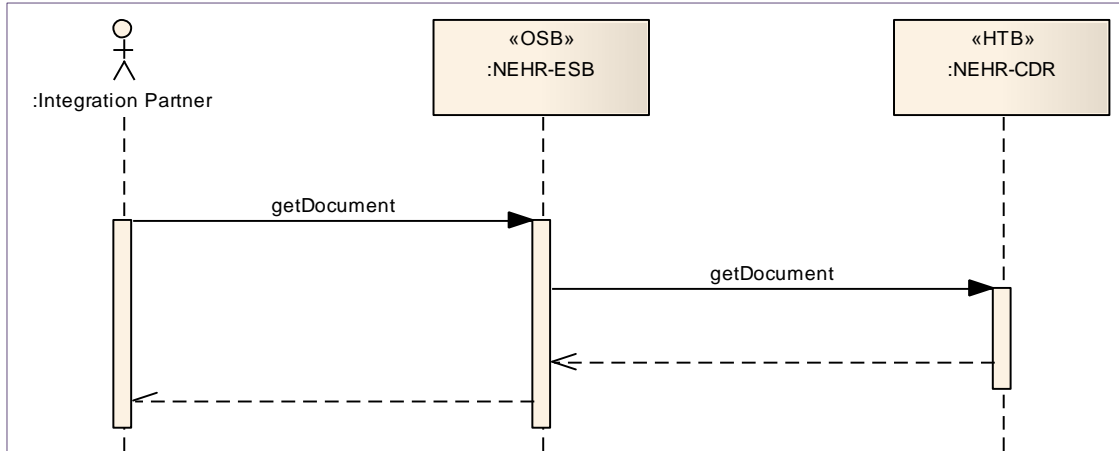 «OSB»
:NEHR-ESB
«HTB»
:NEHR-CDR
:Integration Partner
getDocument
getDocument